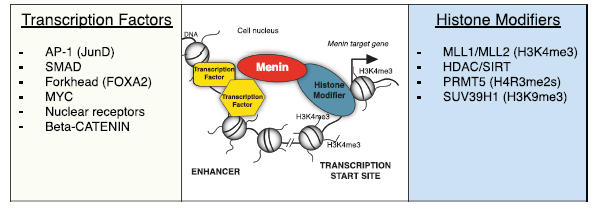 Transcription Factors
- AP-1 (JunD)
- SMAD
- Forkhead (FOXA2)
- MYC
- Nuclear receptors
- Beta-CATENIN
DNA
Cell nucleus
Menin target gene
Transcription
Factor
Menin
H3K4me3
Transcription
Factor
Histone
Modifier
H3K4me3
H3K4me3
ENHANCER
TRANSCRIPTION
START SITE
Histone Modifiers
- MLL1/MLL2 (H3K4me3)
- HDAC/SIRT
- PRMT5 (H4R3me2s)
- SUV39H1 (H3K9me3)